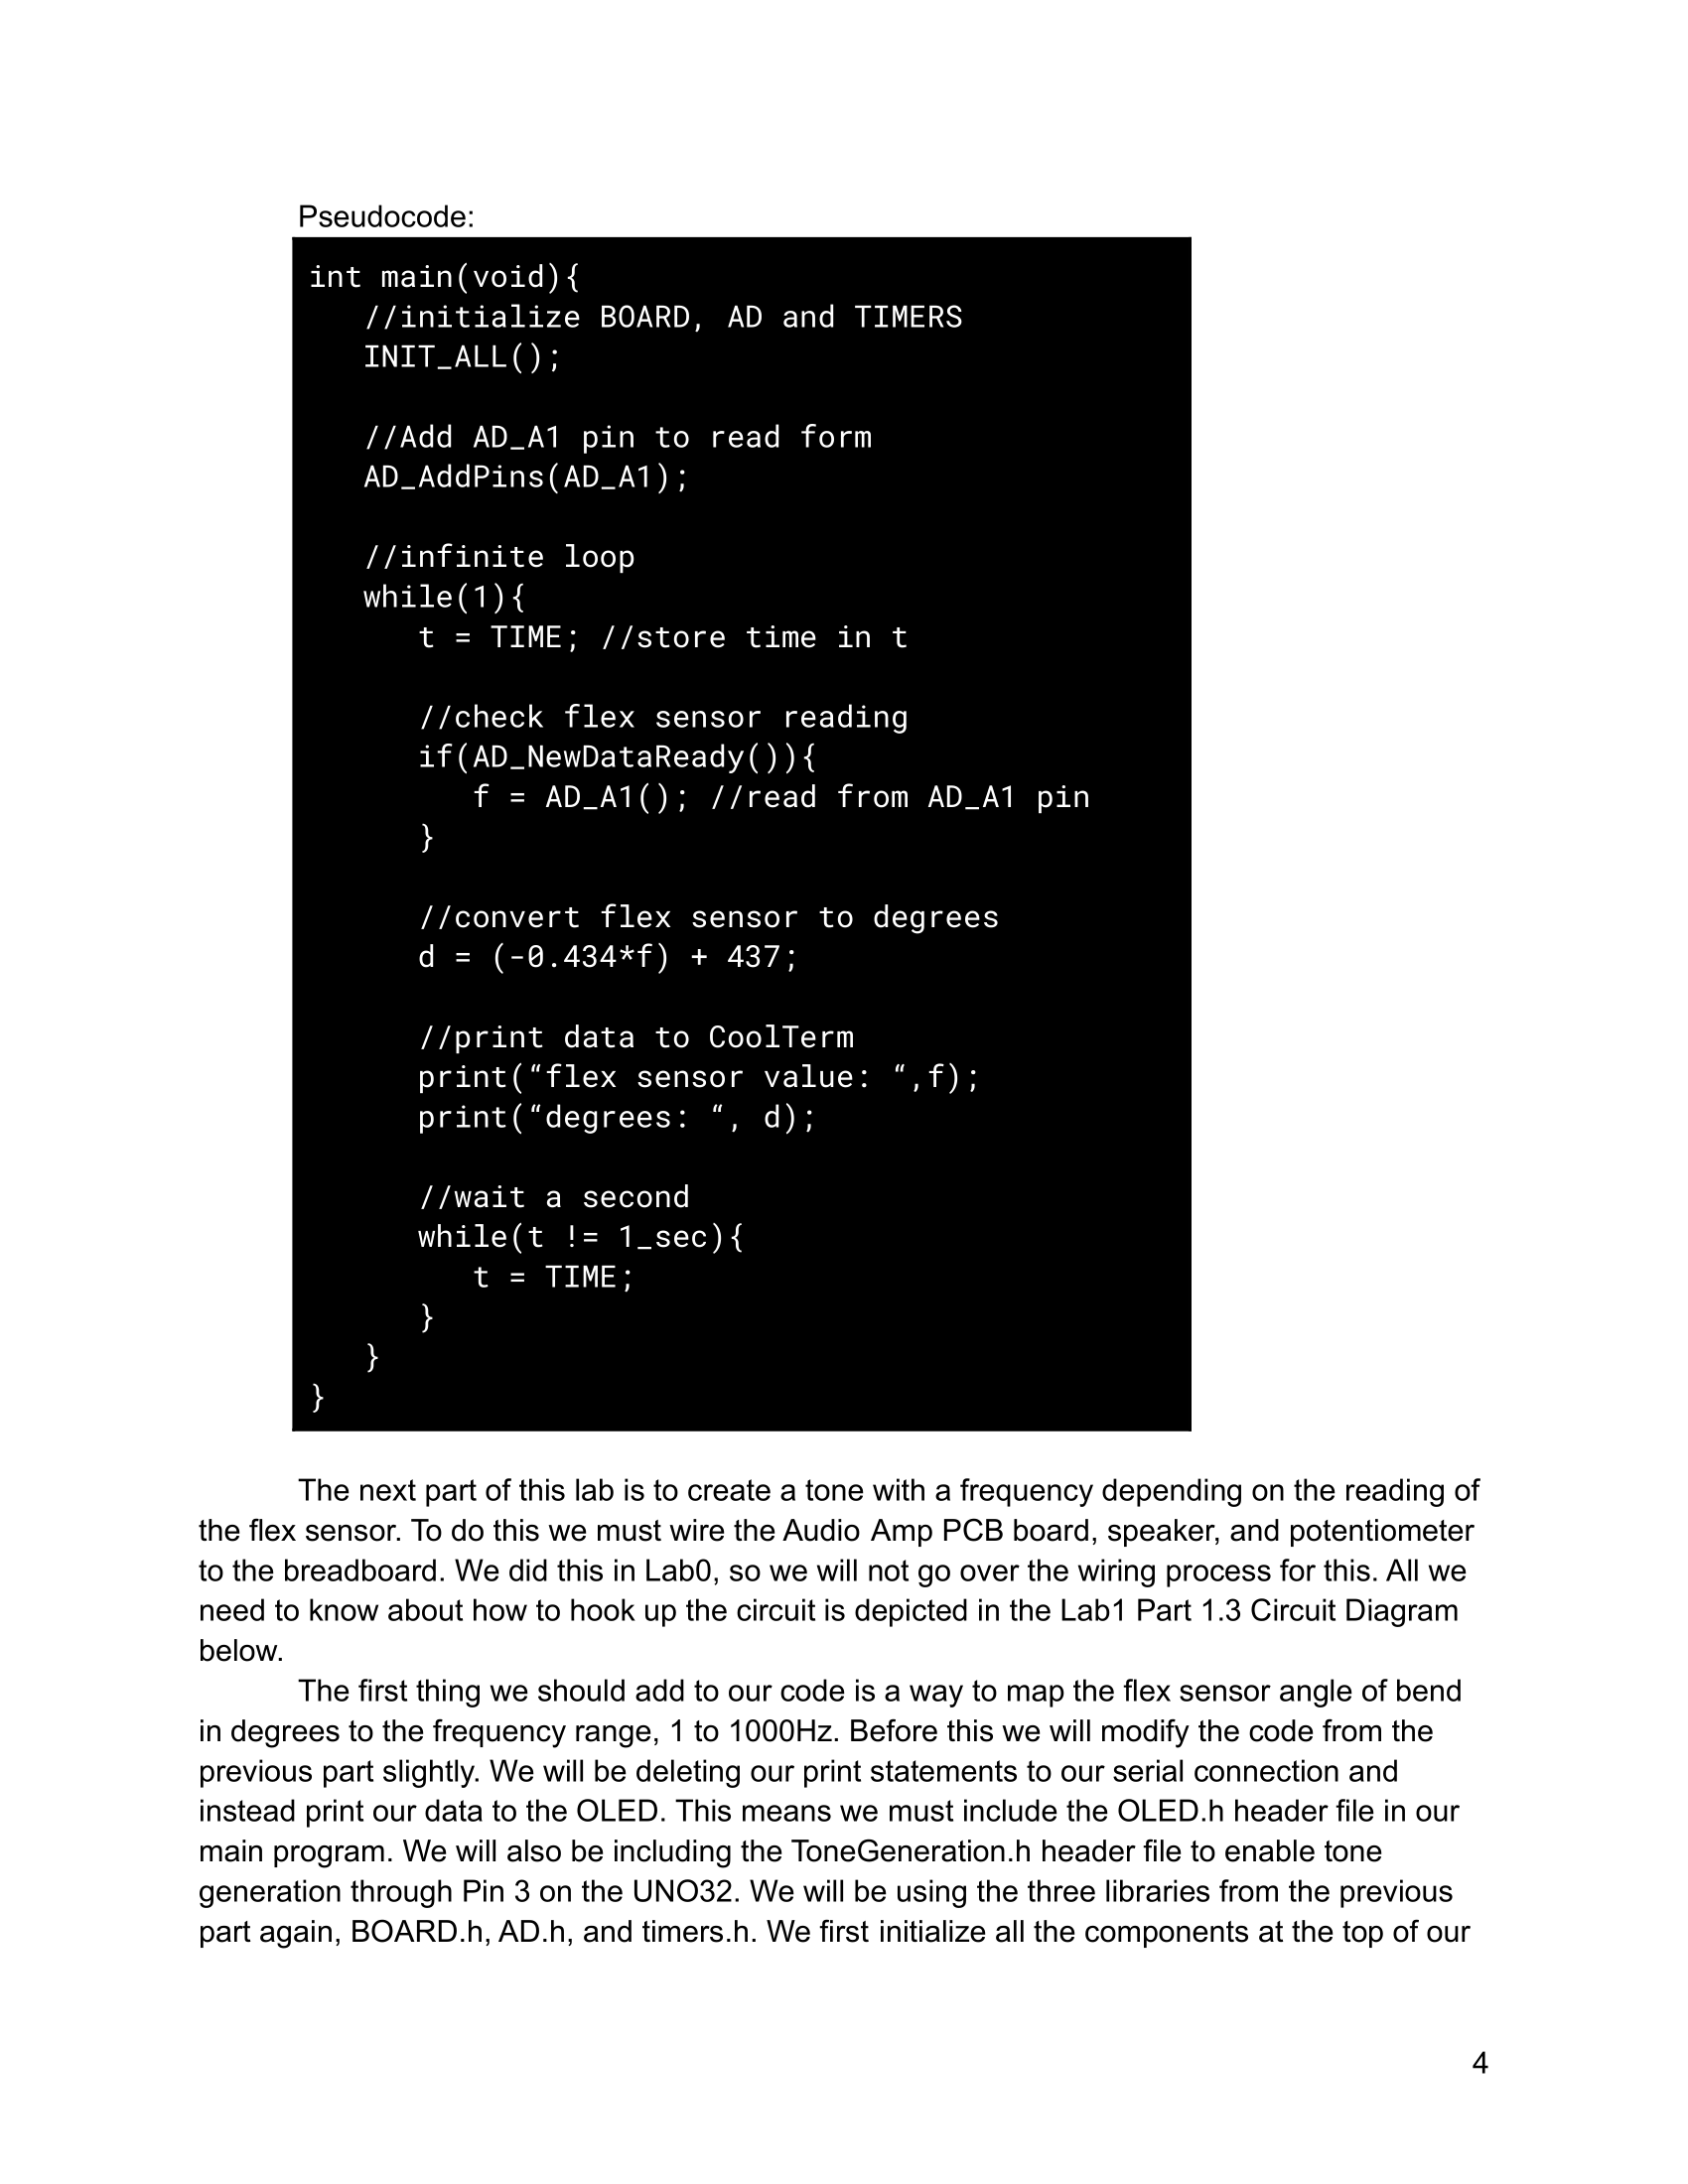 Pseudocode:
int main(void){
   //initialize BOARD, AD and TIMERS
   INIT_ALL();
   //Add AD_A1 pin to read form
   AD_AddPins(AD_A1);
   //infinite loop
   while(1){
      t = TIME; //store time in t
      //check flex sensor reading
      if(AD_NewDataReady()){
         f = AD_A1(); //read from AD_A1 pin
      }
      //convert flex sensor to degrees
      d = (-0.434*f) + 437;
      //print data to CoolTerm
      print(“flex sensor value: “,f);
      print(“degrees: “, d);
      //wait a second
      while(t != 1_sec){
         t = TIME;
      }
   }
}
The next part of this lab is to create a tone with a frequency depending on the reading of
the flex sensor. To do this we must wire the Audio Amp PCB board, speaker, and potentiometer
to the breadboard. We did this in Lab0, so we will not go over the wiring process for this. All we
need to know about how to hook up the circuit is depicted in the Lab1 Part 1.3 Circuit Diagram
below.
The first thing we should add to our code is a way to map the flex sensor angle of bend
in degrees to the frequency range, 1 to 1000Hz. Before this we will modify the code from the
previous part slightly. We will be deleting our print statements to our serial connection and
instead print our data to the OLED. This means we must include the OLED.h header file in our
main program. We will also be including the ToneGeneration.h header file to enable tone
generation through Pin 3 on the UNO32. We will be using the three libraries from the previous
part again, BOARD.h, AD.h, and timers.h. We first initialize all the components at the top of our
4